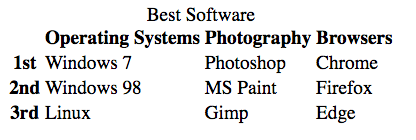 Best Software
Operating Systems Photography Browsers
1st Windows 7 Photoshop Chrome
2nd Windows 98 MS Paint Firefox
3rd Linux Gimp Edge